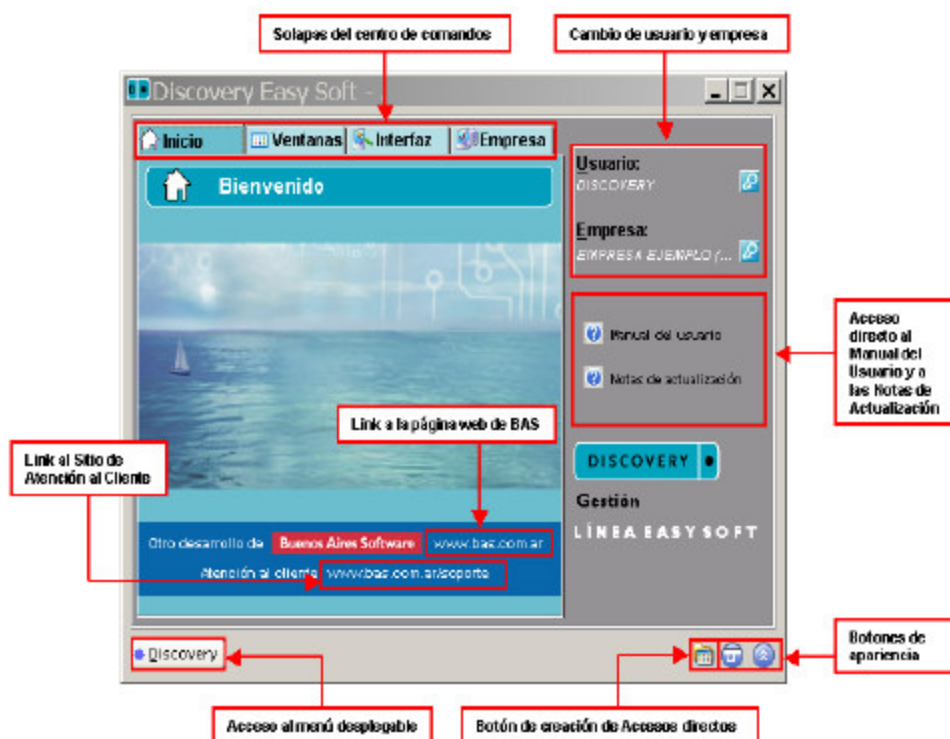 Solapas del centro de comandos
Cambio de usuario y empresa
Discovery Easy Soft -
Inicio
Ventanas
Interfaz
Empresa
Usuario:
DISCOVERY
Bienvenido
Empresa:
EMPRESA EJEMPLO (...
Acceso
directo al
Manual del
Usuario y a
las Notas de
Actualización
Manual del usuario
Notas de actualización
Link a la página web de BAS
Link al Sitio de
Atención al Cliente
DISCOVERY
Gestión
LÍNEA EASY SOFT
Otro desarrollo de Buenos Aires Software www.bas.com.ar
Atención al cliente www.bas.com.ar/soporte
Discovery
Botones de
apariencia
Acceso al menú desplegable
Botón de creación de Accesos directos